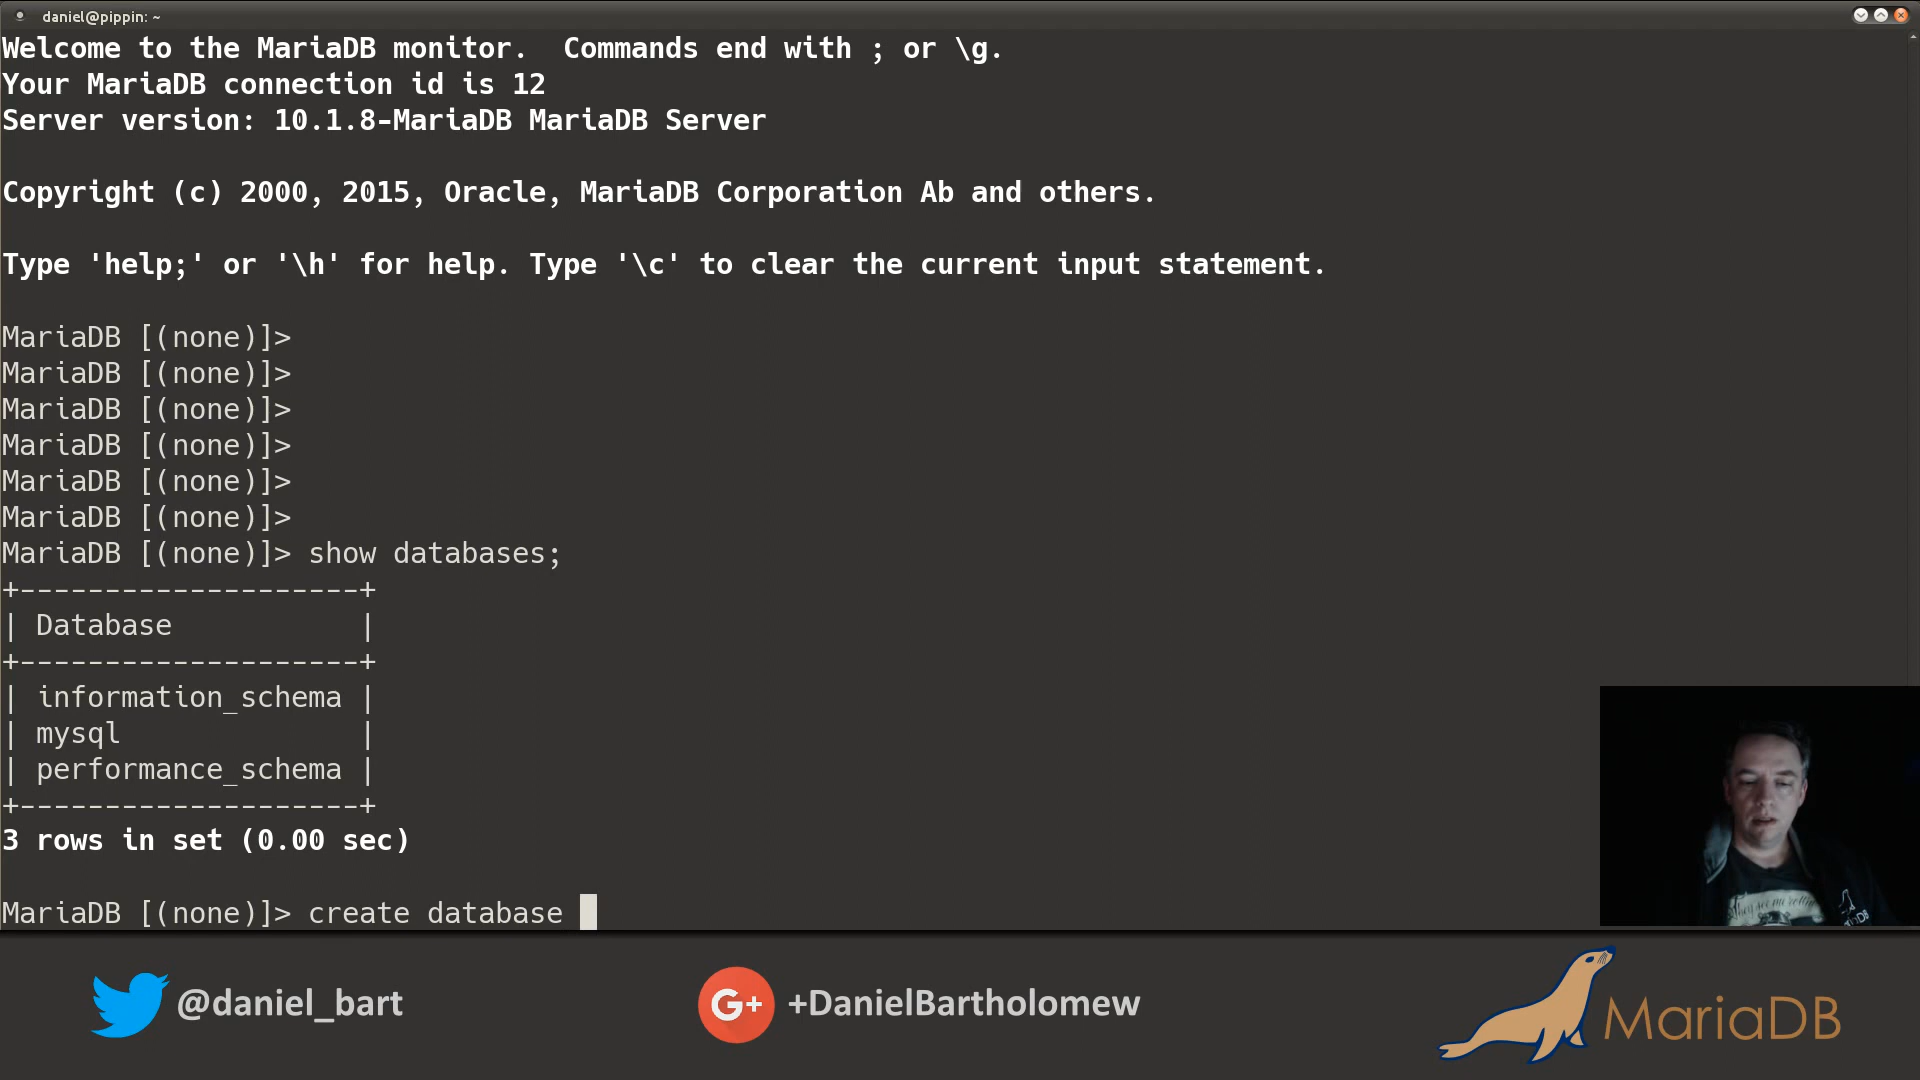 daniel@pippin: ~
Welcome to the MariaDB monitor.  Commands end with ; or \g.
Your MariaDB connection id is 12
Server version: 10.1.8-MariaDB MariaDB Server
Copyright (c) 2000, 2015, Oracle, MariaDB Corporation Ab and others.
Type 'help;' or '\h' for help. Type '\c' to clear the current input statement.
MariaDB [(none)]>
MariaDB [(none)]>
MariaDB [(none)]>
MariaDB [(none)]>
MariaDB [(none)]>
MariaDB [(none)]>
MariaDB [(none)]> show databases;
+--------------------+
| Database           |
+--------------------+
| information_schema |
| mysql              |
| performance_schema |
+--------------------+
3 rows in set (0.00 sec)
MariaDB [(none)]> create database
@daniel_bart
G+ +DanielBartholomew
MariaDB